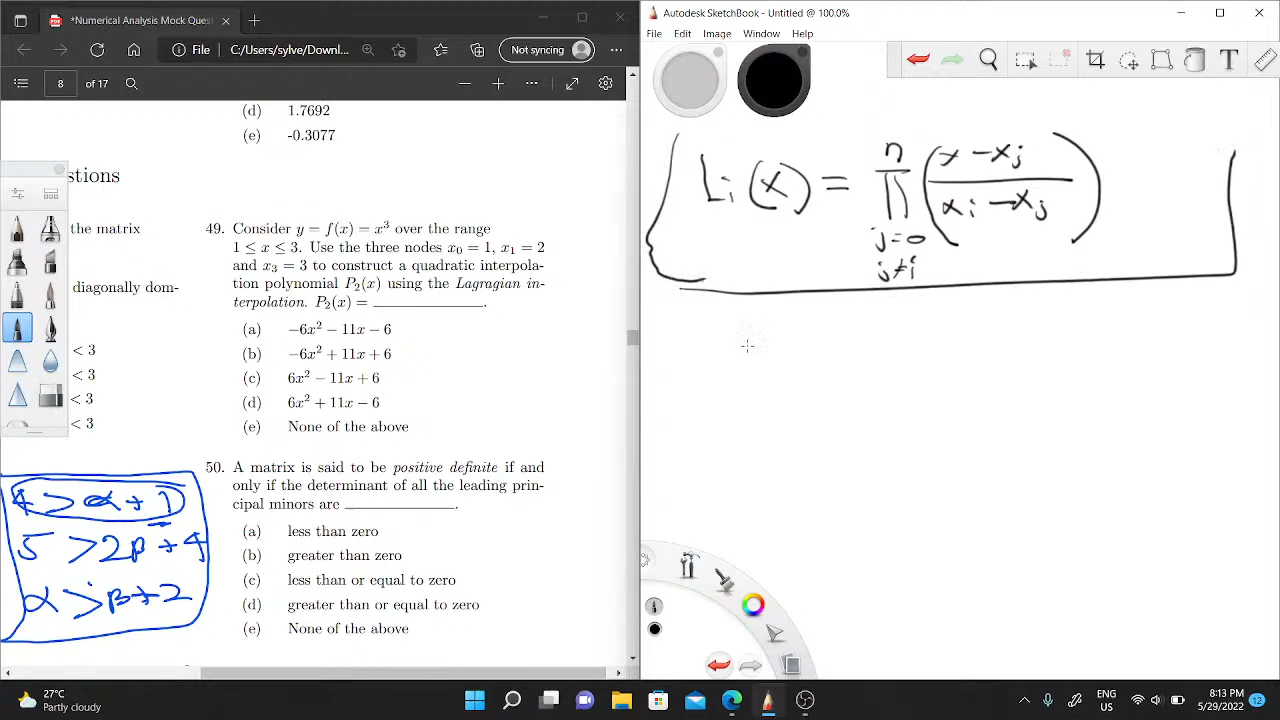 *Numerical Analysis Mock Quest
File
C:/Users/sylve/Downl...
Not syncing
8
of 17
(d) 1.7692
(e) -0.3077
stions
the matrix
diagonally dom-
< 3
< 3
< 3
< 3
49. Consider y = f(x) = x³ over the range
1 ≤ x ≤ 3. Use the three nodes x₀ = 1, x₁ = 2
and x₃ = 3 to construct a quadratic interpola-
tion polynomial P₂(x) using the Lagragian in-
terpolation. P₂(x) = ____________.
(a) −6x² − 11x − 6
(b) −6x² + 11x + 6
(c) 6x² − 11x + 6
(d) 6x² + 11x − 6
(e) None of the above
50. A matrix is said to be positive definite if and
only if the determinant of all the leading prin-
cipal minors are ____________.
(a) less than zero
(b) greater than zero
(c) less than or equal to zero
(d) greater than or equal to zero
(e) None of the above
4 > α + 1
5 > 2β + 4
α > β + 2
Autodesk SketchBook - Untitled @ 100.0%
File Edit Image Window Help
T
Lᵢ(x) = n ∏ j=0 j≠i (x − xⱼ / xᵢ − xⱼ)
27°C
Partly cloudy
ENG
US
8:13 PM
5/2/2022
12